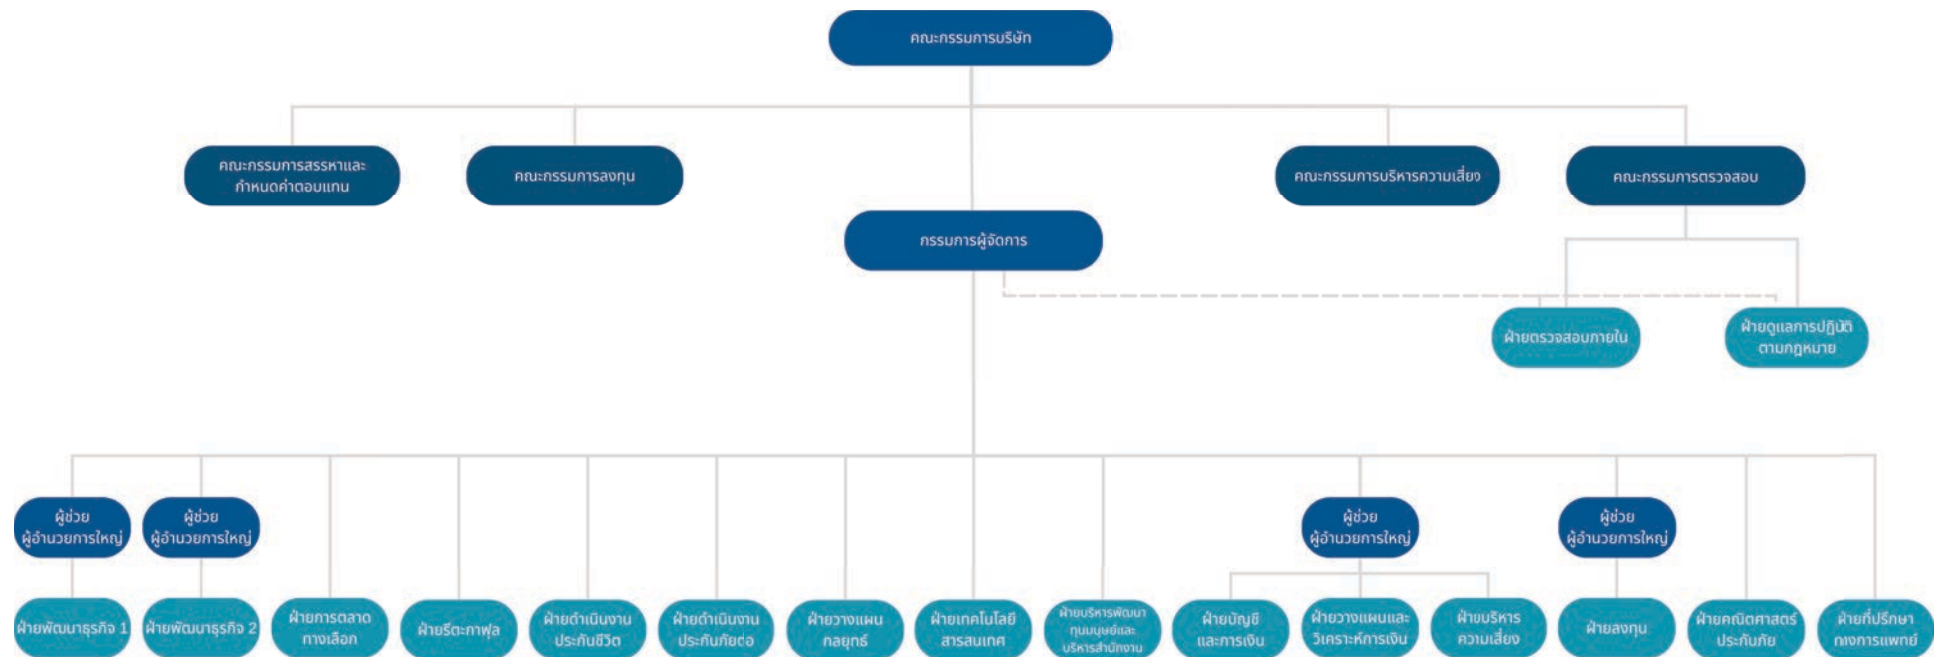 คณะกรรมการบริษัท
คณะกรรมการสรรหาและ
กำหนดค่าตอบแทน
คณะกรรมการลงทุน
คณะกรรมการบริหารความเสี่ยง
คณะกรรมการตรวจสอบ
กรรมการผู้จัดการ
ฝ่ายตรวจสอบภายใน
ฝ่ายดูแลการปฏิบัติ
ตามกฎหมาย
ผู้ช่วย
ผู้อำนวยการใหญ่
ผู้ช่วย
ผู้อำนวยการใหญ่
ผู้ช่วย
ผู้อำนวยการใหญ่
ผู้ช่วย
ผู้อำนวยการใหญ่
ฝ่ายพัฒนาธุรกิจ 1
ฝ่ายพัฒนาธุรกิจ 2
ฝ่ายการตลาด
ทางเลือก
ฝ่ายรีตะกาฟุล
ฝ่ายดำเนินงาน
ประกันชีวิต
ฝ่ายดำเนินงาน
ประกันภัยต่อ
ฝ่ายวางแผน
กลยุทธ์
ฝ่ายเทคโนโลยี
สารสนเทศ
ฝ่ายบริหารพัฒนา
ทุนมนุษย์และ
บริหารสำนักงาน
ฝ่ายบัญชี
และการเงิน
ฝ่ายวางแผนและ
วิเคราะห์การเงิน
ฝ่ายบริหาร
ความเสี่ยง
ฝ่ายลงทุน
ฝ่ายคณิตศาสตร์
ประกันภัย
ฝ่ายที่ปรึกษา
ทางการแพทย์